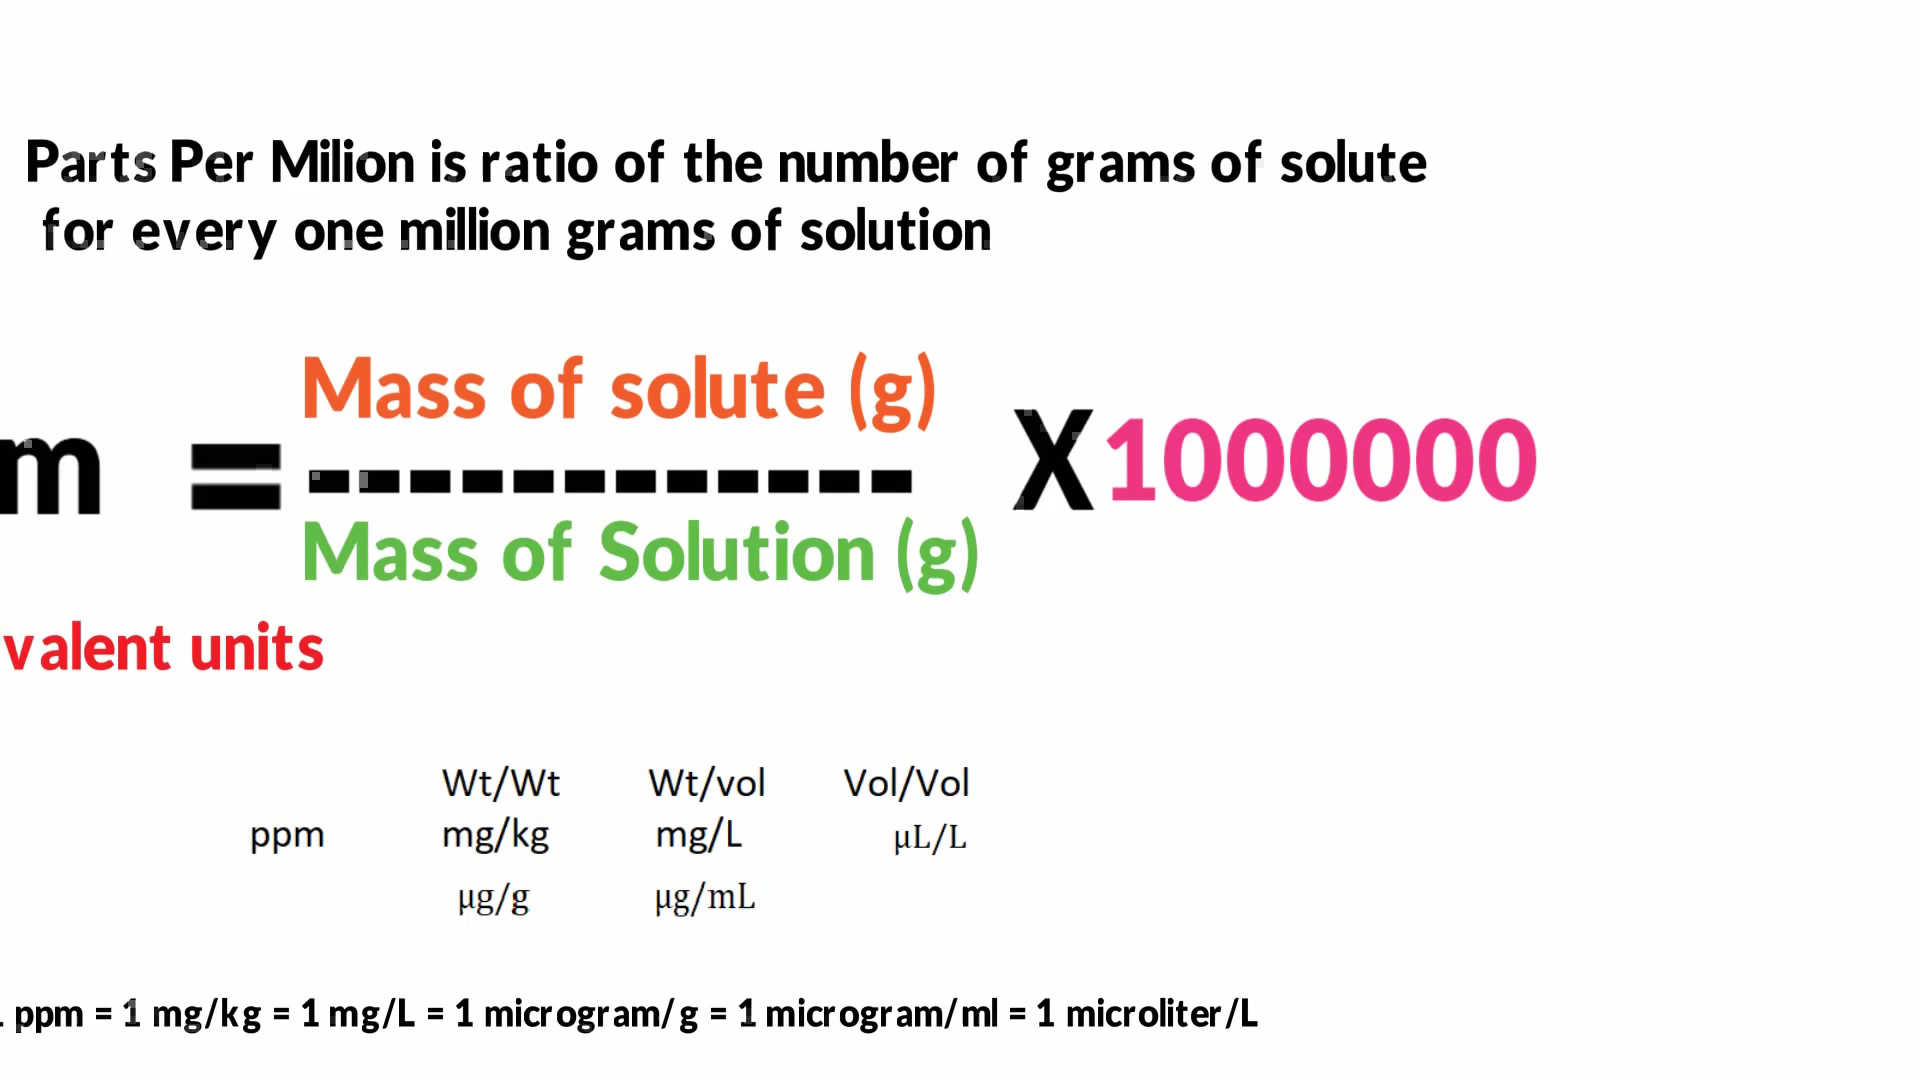 Parts Per Milion is ratio of the number of grams of solute
for every one million grams of solution
Mass of solute (g)
m = ------------ X 1000000
Mass of Solution (g)
valent units
Wt/Wt Wt/vol Vol/Vol
ppm mg/kg mg/L μL/L
μg/g μg/mL
ppm = 1 mg/kg = 1 mg/L = 1 microgram/g = 1 microgram/ml = 1 microliter/L